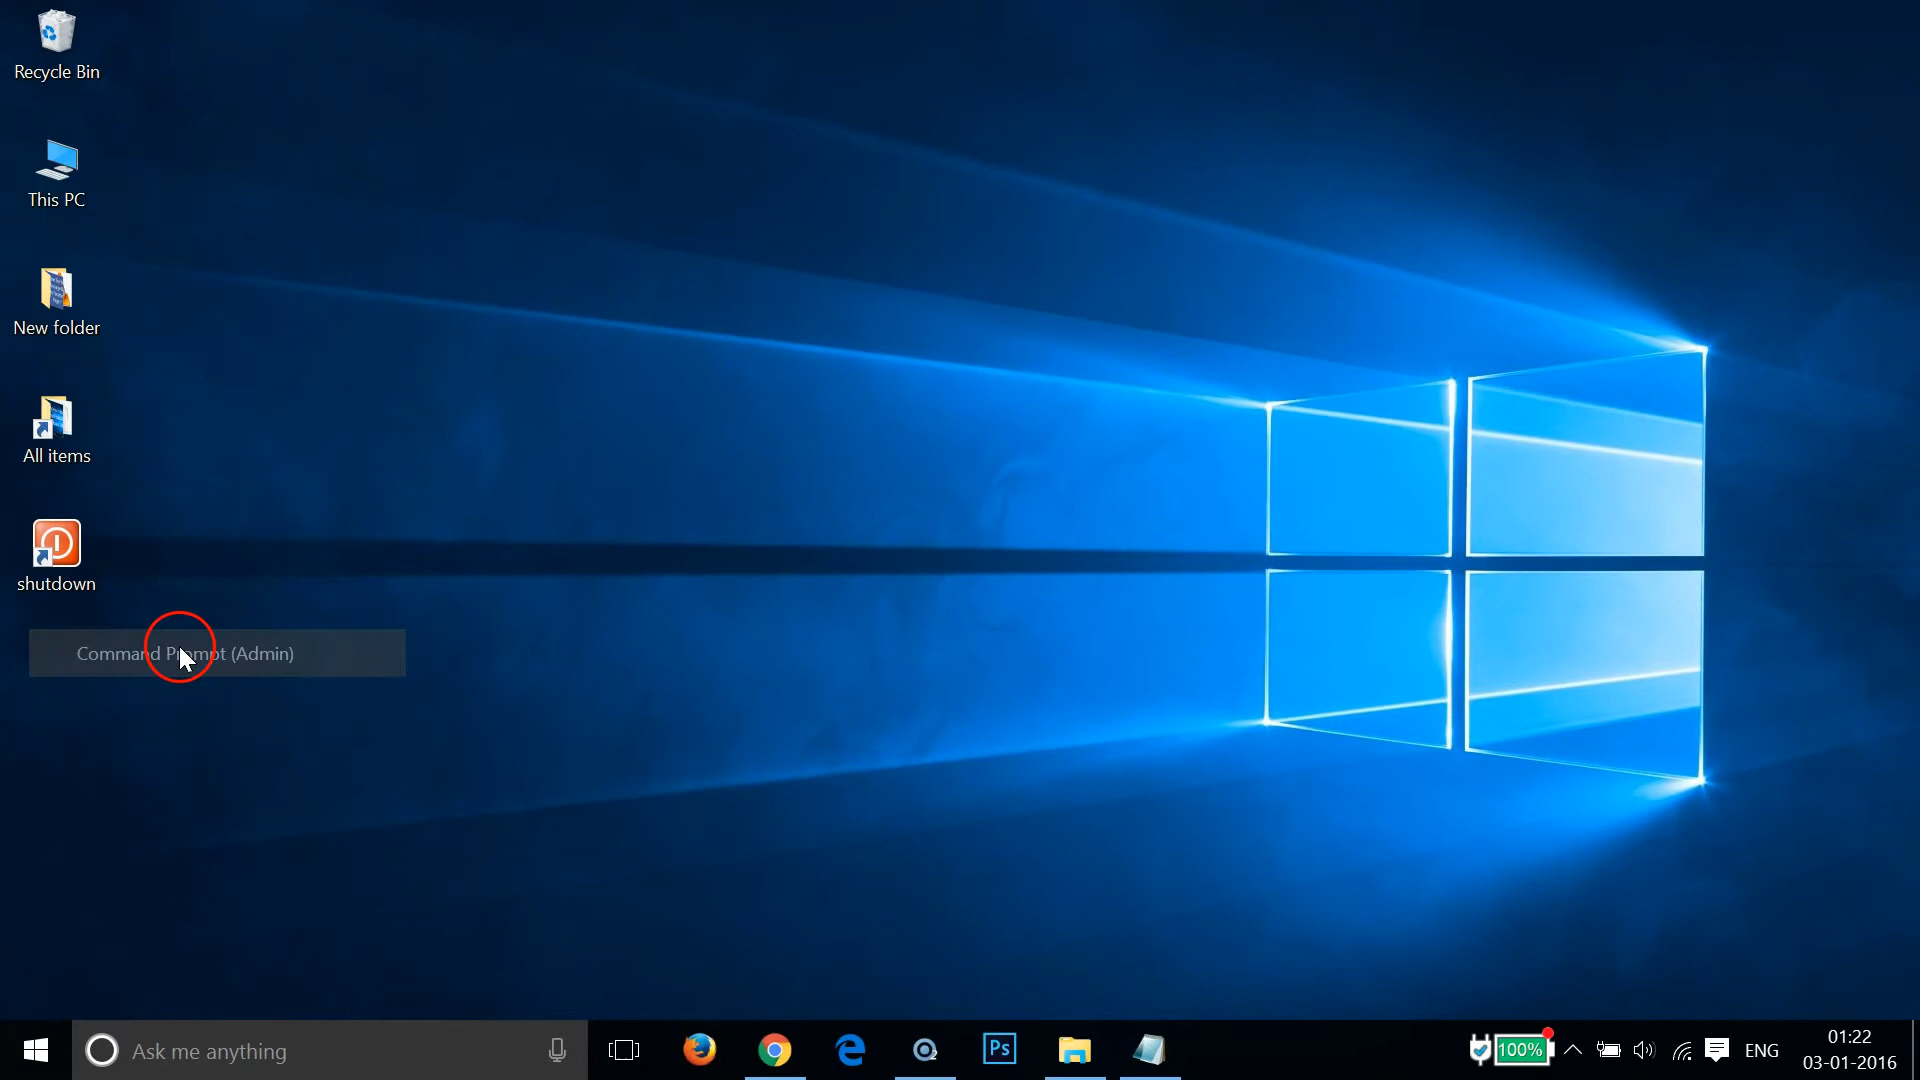 Recycle Bin
This PC
New folder
All items
shutdown
Command Prompt (Admin)
Ask me anything
Ps
100%
ENG
01:22
03-01-2016